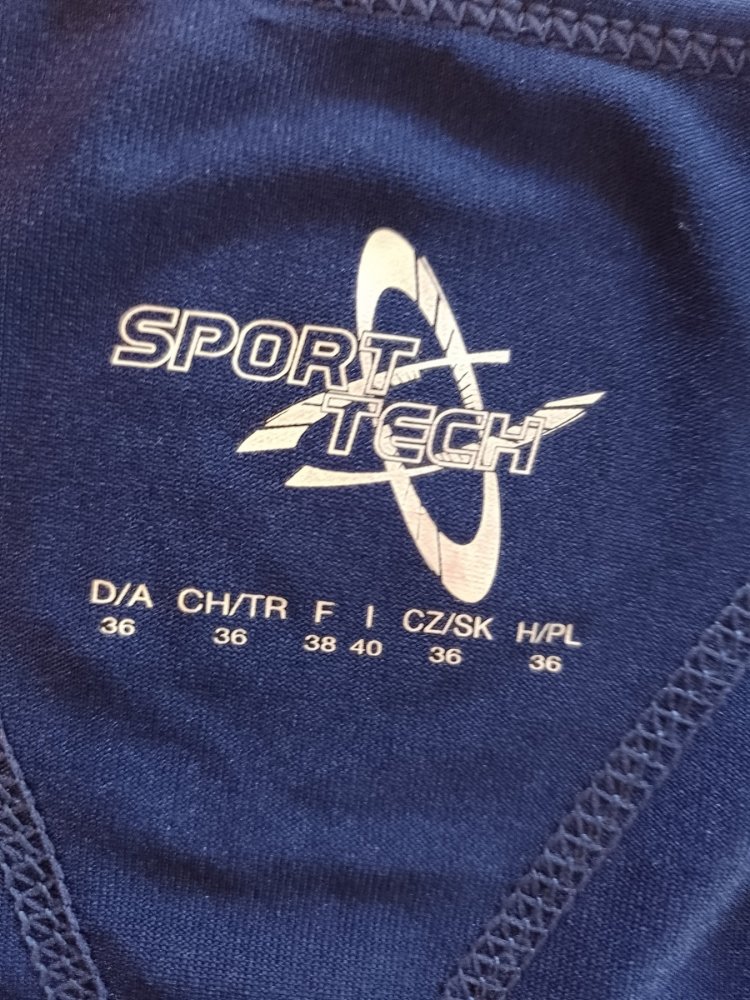 SPORT
TECH
D/A CH/TR F I CZ/SK H/PL
36 36 38 40 36 36